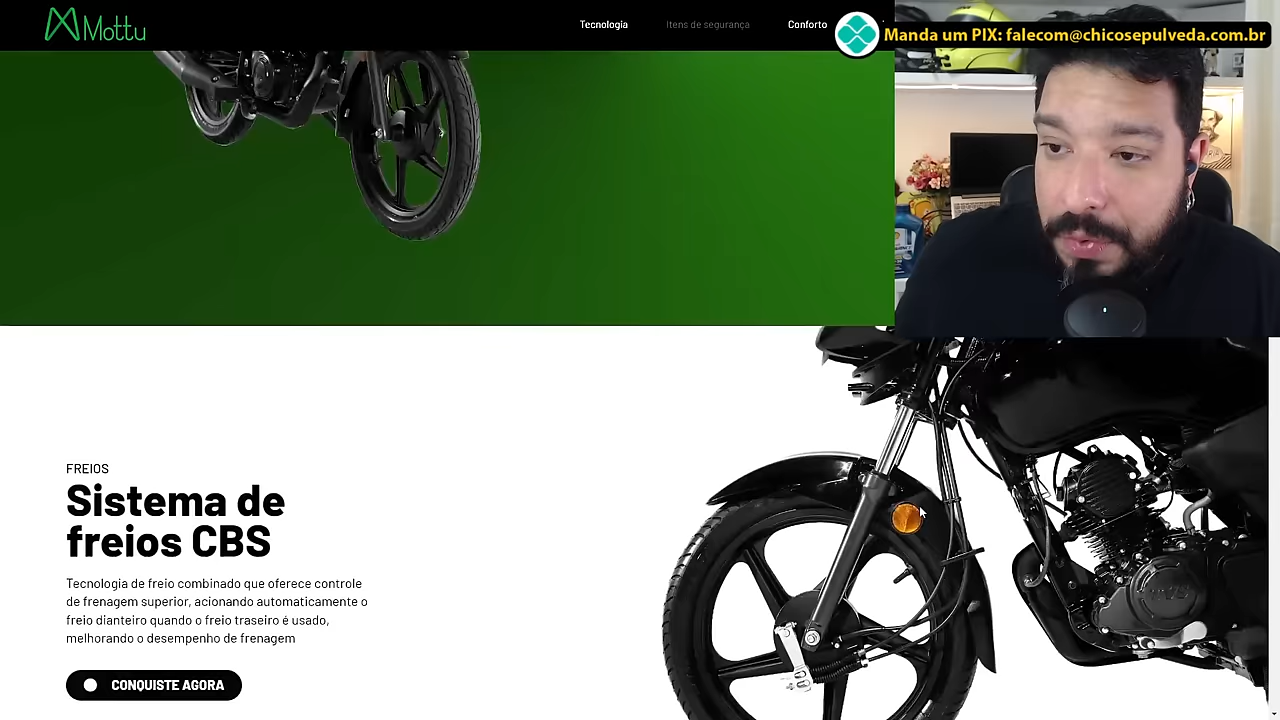 Mottu
Tecnologia
Itens de segurança
Conforto
Manda um PIX: falecom@chicosepulveda.com.br
FREIOS
Sistema de
freios CBS
Tecnologia de freio combinado que oferece controle
de frenagem superior, acionando automaticamente o
freio dianteiro quando o freio traseiro é usado,
melhorando o desempenho de frenagem
CONQUISTE AGORA
TVS